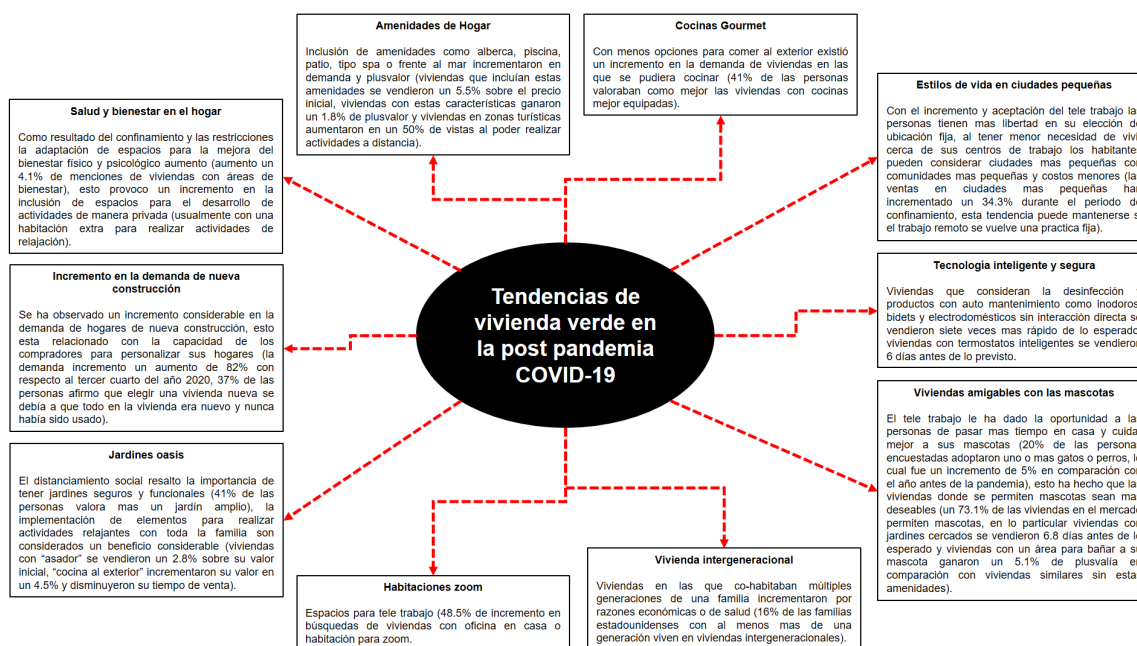 Amenidades de Hogar
Inclusión de amenidades como alberca, piscina,
patio, tipo spa o frente al mar incrementaron en
demanda y plusvalor (viviendas que incluían estas
amenidades se vendieron un 5.5% sobre el precio
inicial, viviendas con estas características ganaron
un 1.8% de plusvalor y viviendas en zonas turísticas
aumentaron en un 50% de vistas al poder realizar
actividades a distancia).
Cocinas Gourmet
Con menos opciones para comer al exterior existió
un incremento en la demanda de viviendas en las
que se pudiera cocinar (41% de las personas
valoraban como mejor las viviendas con cocinas
mejor equipadas).
Salud y bienestar en el hogar
Como resultado del confinamiento y las restricciones
la adaptación de espacios para la mejora del
bienestar físico y psicológico aumento (aumento un
4.1% de menciones de viviendas con áreas de
bienestar), esto provoco un incremento en la
inclusión de espacios para el desarrollo de
actividades de manera privada (usualmente con una
habitación extra para realizar actividades de
relajación).
Estilos de vida en ciudades pequeñas
Con el incremento y aceptación del tele trabajo la
personas tienen mas libertad en su elección de
ubicación fija, al tener menor necesidad de vivi
cerca de sus centros de trabajo los habitante
pueden considerar ciudades mas pequeñas con
comunidades mas pequeñas y costos menores (la
ventas en ciudades mas pequeñas ha
incrementado un 34.3% durante el periodo de
confinamiento, esta tendencia puede mantenerse s
el trabajo remoto se vuelve una practica fija).
Incremento en la demanda de nueva
construcción
Se ha observado un incremento considerable en la
demanda de hogares de nueva construcción, esto
esta relacionado con la capacidad de los
compradores para personalizar sus hogares (la
demanda incremento un aumento de 82% con
respecto al tercer cuarto del año 2020, 37% de las
personas afirmo que elegir una vivienda nueva se
debía a que todo en la vivienda era nuevo y nunca
había sido usado).
Tendencias de
vivienda verde en
la post pandemia
COVID-19
Tecnología inteligente y segura
Viviendas que consideran la desinfección
productos con auto mantenimiento como inodoros
bidets y electrodomésticos sin interacción directa se
vendieron siete veces mas rápido de lo esperado
viviendas con termostatos inteligentes se vendieron
6 días antes de lo previsto.
Jardines oasis
El distanciamiento social resalto la importancia de
tener jardines seguros y funcionales (41% de las
personas valora mas un jardín amplio), la
implementación de elementos para realizar
actividades relajantes con toda la familia son
considerados un beneficio considerable (viviendas
con “asador” se vendieron un 2.8% sobre su valor
inicial, “cocina al exterior” incrementaron su valor en
un 4.5% y disminuyeron su tiempo de venta).
Viviendas amigables con las mascotas
El tele trabajo le ha dado la oportunidad a la
personas de pasar mas tiempo en casa y cuida
mejor a sus mascotas (20% de las persona
encuestadas adoptaron uno o mas gatos o perros, l
cual fue un incremento de 5% en comparación con
el año antes de la pandemia), esto ha hecho que la
viviendas donde se permiten mascotas sean ma
deseables (un 73.1% de las viviendas en el mercado
permiten mascotas, en lo particular viviendas con
jardines cercados se vendieron 6.8 días antes de l
esperado y viviendas con un área para bañar a su
mascota ganaron un 5.1% de plusvalía en
comparación con viviendas similares sin esta
amenidades).
Habitaciones zoom
Espacios para tele trabajo (48.5% de incremento en
búsquedas de viviendas con oficina en casa o
habitación para zoom.
Vivienda intergeneracional
Viviendas en las que co-habitaban múltiples
generaciones de una familia incrementaron por
razones económicas o de salud (16% de las familias
estadounidenses con al menos mas de una
generación viven en viviendas intergeneracionales).